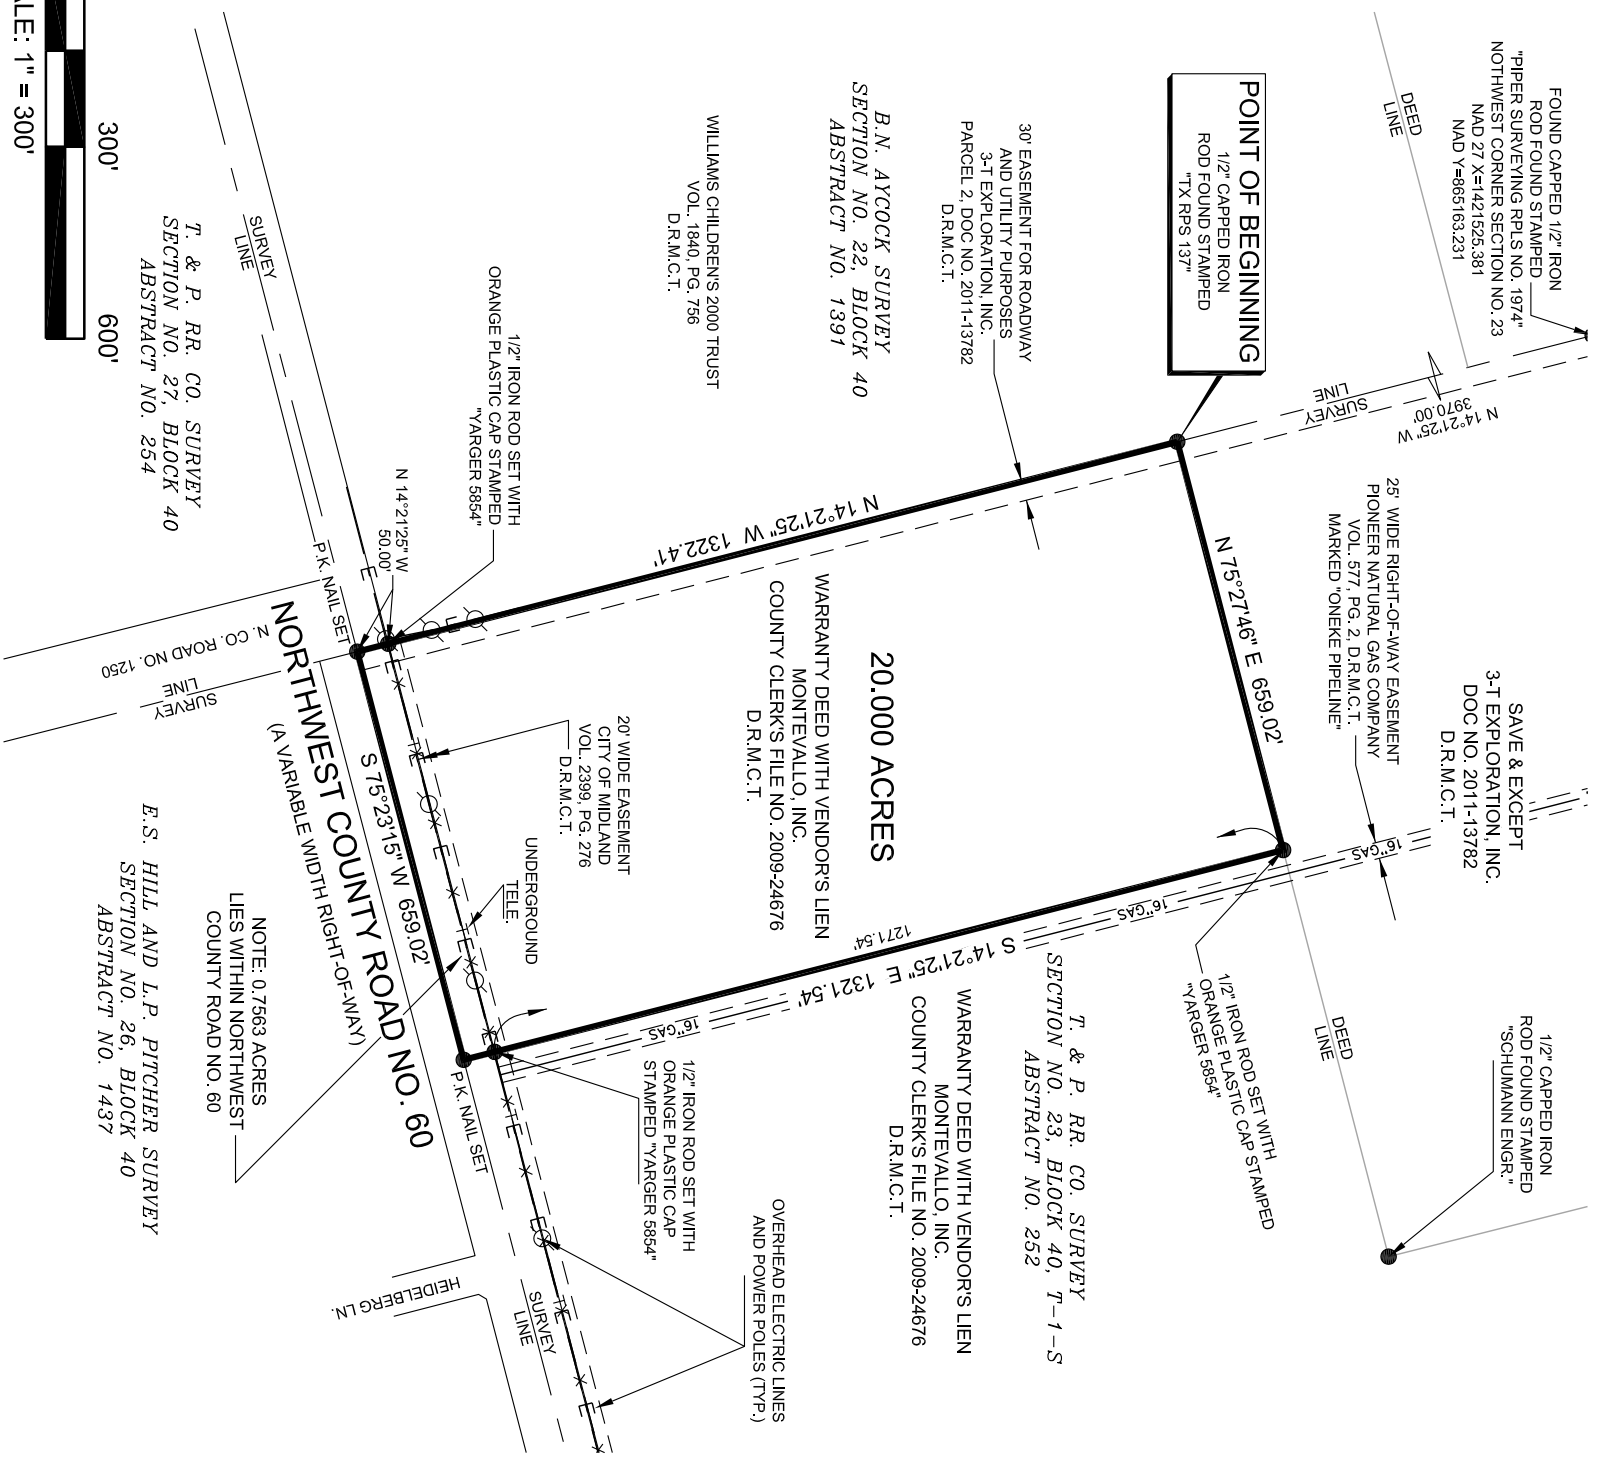 FOUND CAPPED 1/2" IRON
ROD FOUND STAMPED
"PIPER SURVEYING RPLS NO. 1974"
NOTHWEST CORNER SECTION NO. 23
NAD 27 X=1421525.381
NAD Y=865163.231
DEED
LINE
POINT OF BEGINNING
1/2" CAPPED IRON
ROD FOUND STAMPED
"TX RPS 137"
30' EASEMENT FOR ROADWAY
AND UTILITY PURPOSES
3-T EXPLORATION, INC.
PARCEL 2, DOC NO. 2011-13782
D.R.M.C.T.
B.N. AYCOCK SURVEY
SECTION NO. 22, BLOCK 40
ABSTRACT NO. 1391
WILLIAMS CHILDREN'S 2000 TRUST
VOL. 1840, PG. 756
D.R.M.C.T.
1/2" IRON ROD SET WITH
ORANGE PLASTIC CAP STAMPED
"YARGER 5854"
SURVEY
LINE
T. & P. RR. CO. SURVEY
SECTION NO. 27, BLOCK 40
ABSTRACT NO. 254
300'
600'
ALE: 1" = 300'
N 14°21'25" W
3970.00'
SURVEY
LINE
SAVE & EXCEPT
3-T EXPLORATION, INC.
DOC NO. 2011-13782
D.R.M.C.T.
25' WIDE RIGHT-OF-WAY EASEMENT
PIONEER NATURAL GAS COMPANY
VOL. 577, PG. 2, D.R.M.C.T.
MARKED "ONEKE PIPELINE"
16"GAS
N 75°27'46" E 659.02'
N 14°21'25" W 1322.41'
20.000 ACRES
WARRANTY DEED WITH VENDOR'S LIEN
MONTEVALLO, INC.
COUNTY CLERK'S FILE NO. 2009-24676
D.R.M.C.T.
20' WIDE EASEMENT
CITY OF MIDLAND
VOL. 2399, PG. 276
D.R.M.C.T.
UNDERGROUND
TELE.
N 14°21'25" W
50.00'
P.K. NAIL SET
S 75°23'15" W 659.02'
NORTHWEST COUNTY ROAD NO. 60
(A VARIABLE WIDTH RIGHT-OF-WAY)
N. CO. ROAD NO. 1250
SURVEY
LINE
NOTE: 0.7563 ACRES
LIES WITHIN NORTHWEST
COUNTY ROAD NO. 60
E.S. HILL AND L.P. PITCHER SURVEY
SECTION NO. 26, BLOCK 40
ABSTRACT NO. 1437
1/2" CAPPED IRON
ROD FOUND STAMPED
"SCHUMANN ENGR."
DEED
LINE
1/2" IRON ROD SET WITH
ORANGE PLASTIC CAP STAMPED
"YARGER 5854"
16"GAS
S 14°21'25" E 1321.54'
1271.54'
T. & P. RR. CO. SURVEY
SECTION NO. 23, BLOCK 40, T-1-S
ABSTRACT NO. 252
WARRANTY DEED WITH VENDOR'S LIEN
MONTEVALLO, INC.
COUNTY CLERK'S FILE NO. 2009-24676
D.R.M.C.T.
16"GAS
1/2" IRON ROD SET WITH
ORANGE PLASTIC CAP
STAMPED "YARGER 5854"
P.K. NAIL SET
OVERHEAD ELECTRIC LINES
AND POWER POLES (TYP.)
SURVEY
LINE
HEIDELBERG LN.
E
E
E
TE
E
TE
E
TE
E
TE
E